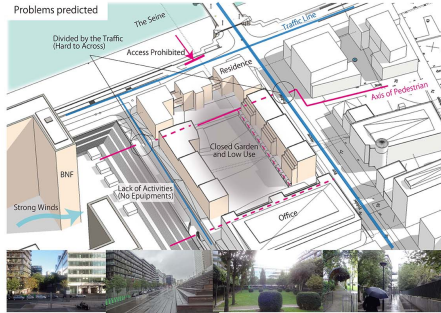 Problems predicted
The Seine
Traffic Line
Divided by the Traffic
(Hard to Across)
Access Prohibited
Residence
Axis of Pedestrian
Closed Garden
and Low Use
BNF
Lack of Activities
(No Epuipments)
Strong Winds
Office